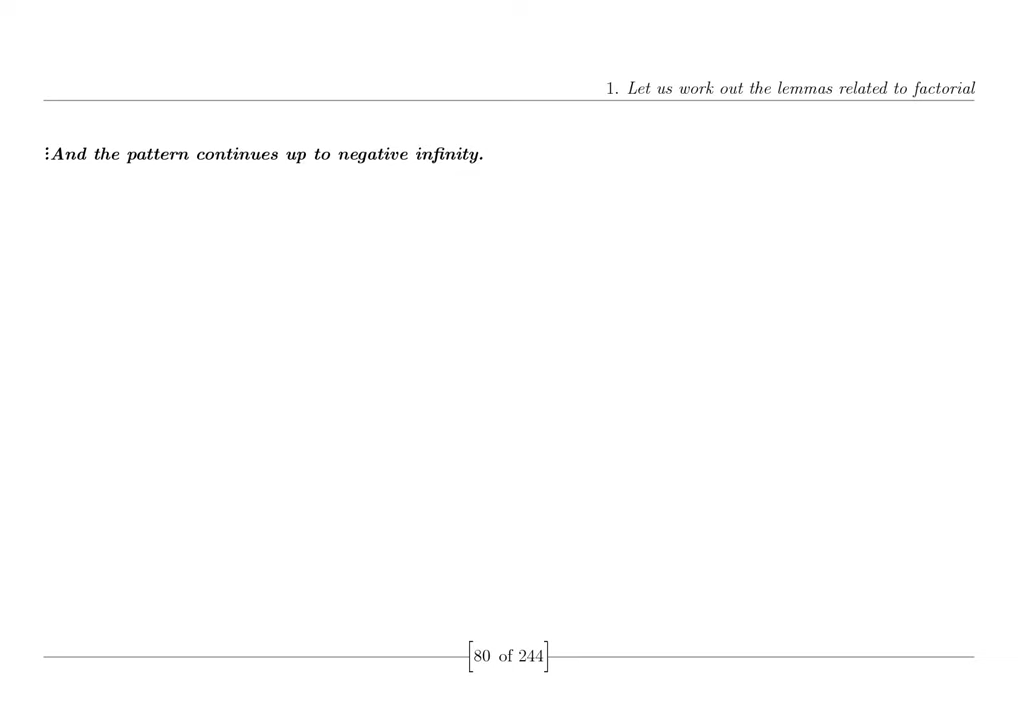 1. Let us work out the lemmas related to factorial
⋮And the pattern continues up to negative infinity.
[80 of 244]